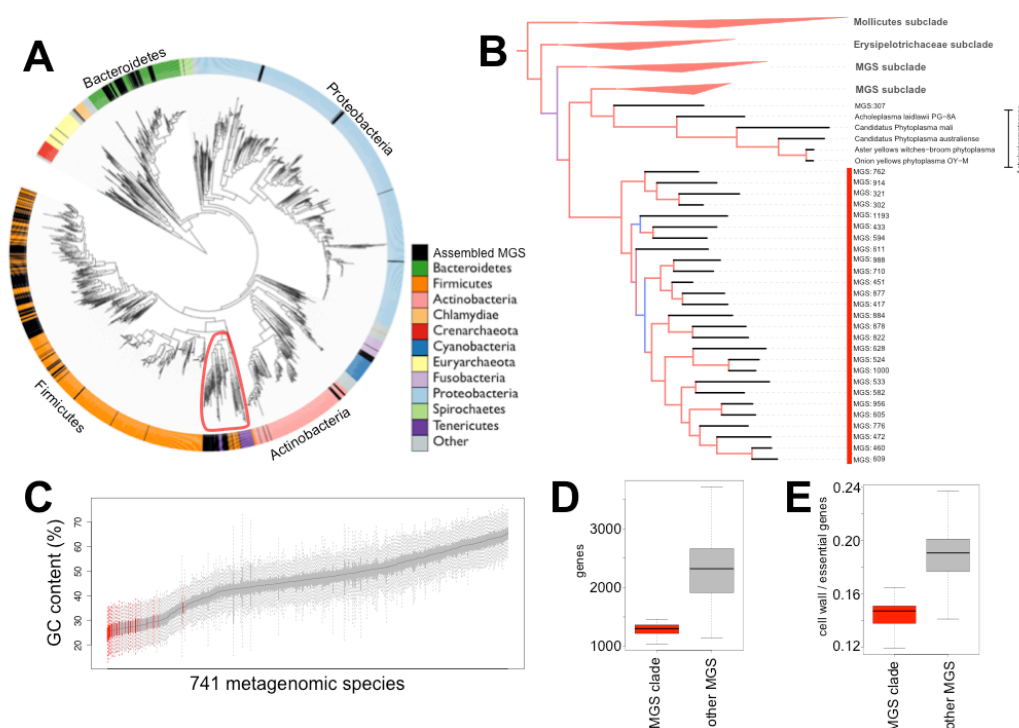 A
Bacteroidetes
Proteobacteria
Firmicutes
Actinobacteria
Assembled MGS
Bacteroidetes
Firmicutes
Actinobacteria
Chlamydiae
Crenarchaeota
Cyanobacteria
Euryarchaeota
Fusobacteria
Proteobacteria
Spirochaetes
Tenericutes
Other
B
Mollicutes subclade
Erysipelotrichaceae subclade
MGS subclade
MGS subclade
MGS:307
Acholeplasma laidlawii PG-8A
Candidatus Phytoplasma mali
Candidatus Phytoplasma australiense
Aster yellows witches-broom phytoplasma
Onion yellows phytoplasma OY-M
MGS: 762
MGS: 914
MGS: 321
MGS: 302
MGS: 1193
MGS: 433
MGS: 594
MGS: 611
MGS: 988
MGS: 710
MGS: 451
MGS: 877
MGS: 417
MGS: 884
MGS: 878
MGS: 822
MGS: 628
MGS: 524
MGS: 1000
MGS: 533
MGS: 582
MGS: 956
MGS: 605
MGS: 776
MGS: 472
MGS: 460
MGS: 609
C
GC content (%)
70
60
50
40
30
20
741 metagenomic species
D
genes
3000
2000
1000
MGS clade
other MGS
E
cell wall / essential genes
0.24
0.20
0.16
0.12
MGS clade
other MGS